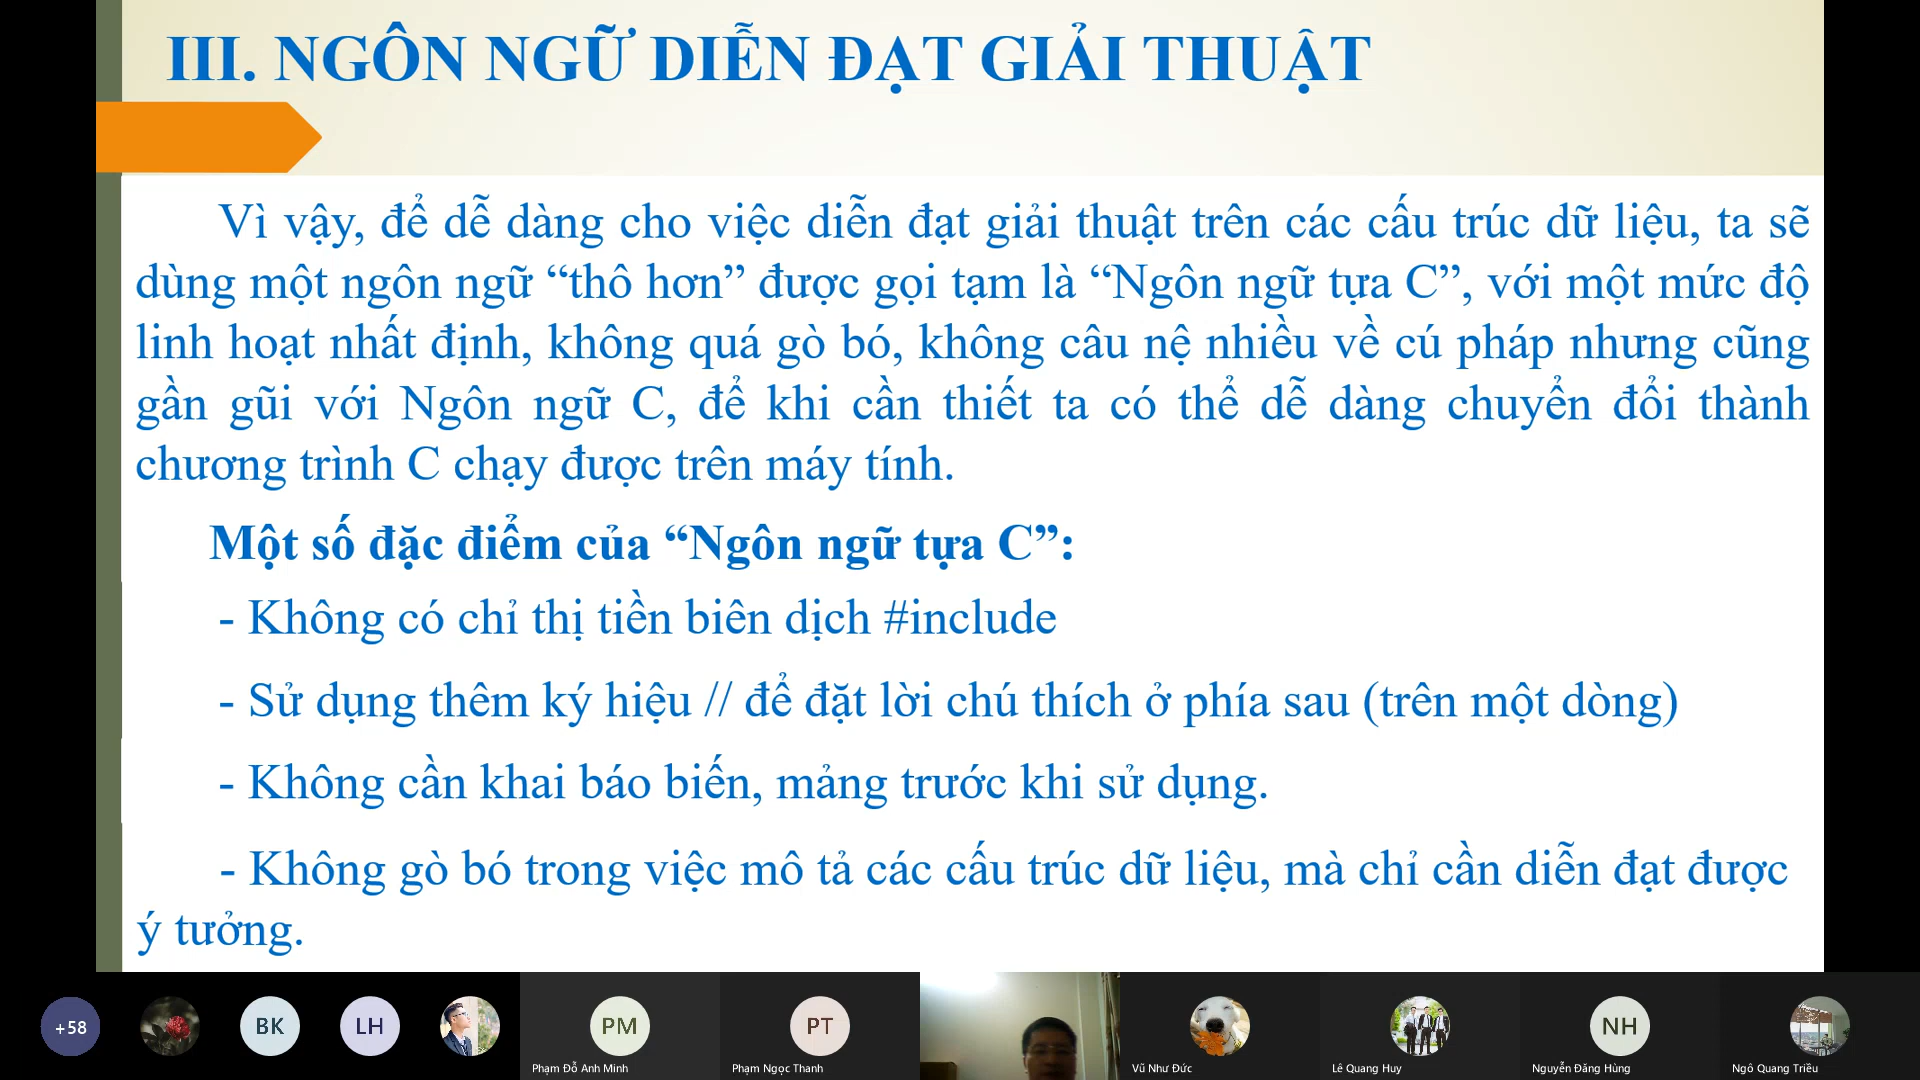 III. NGÔN NGỮ DIỄN ĐẠT GIẢI THUẬT
Vì vậy, để dễ dàng cho việc diễn đạt giải thuật trên các cấu trúc dữ liệu, ta sẽ
dùng một ngôn ngữ “thô hơn” được gọi tạm là “Ngôn ngữ tựa C”, với một mức độ
linh hoạt nhất định, không quá gò bó, không câu nệ nhiều về cú pháp nhưng cũng
gần gũi với Ngôn ngữ C, để khi cần thiết ta có thể dễ dàng chuyển đổi thành
chương trình C chạy được trên máy tính.
Một số đặc điểm của “Ngôn ngữ tựa C”:
- Không có chỉ thị tiền biên dịch #include
- Sử dụng thêm ký hiệu // để đặt lời chú thích ở phía sau (trên một dòng)
- Không cần khai báo biến, mảng trước khi sử dụng.
- Không gò bó trong việc mô tả các cấu trúc dữ liệu, mà chỉ cần diễn đạt được
ý tưởng.
+58
BK
LH
PM
PT
NH
Phạm Đỗ Anh Minh
Phạm Ngọc Thanh
Vũ Như Đức
Lê Quang Huy
Nguyễn Đăng Hùng
Ngô Quang Triều